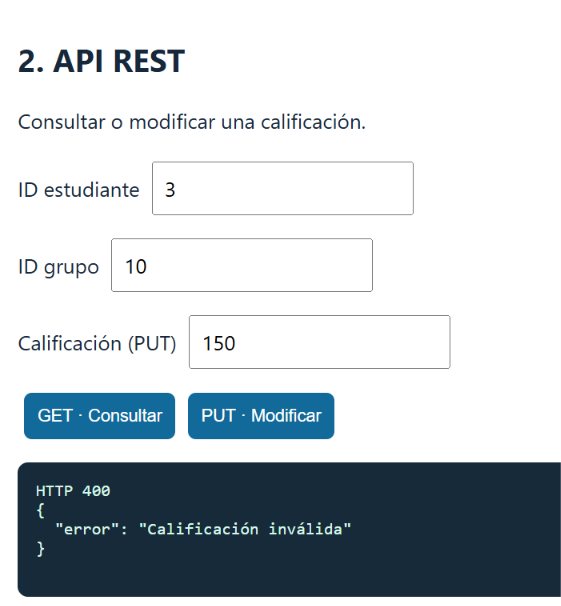 2. API REST
Consultar o modificar una calificación.
ID estudiante 3
ID grupo 10
Calificación (PUT) 150
GET · Consultar PUT · Modificar
HTTP 400
{
  "error": "Calificación inválida"
}